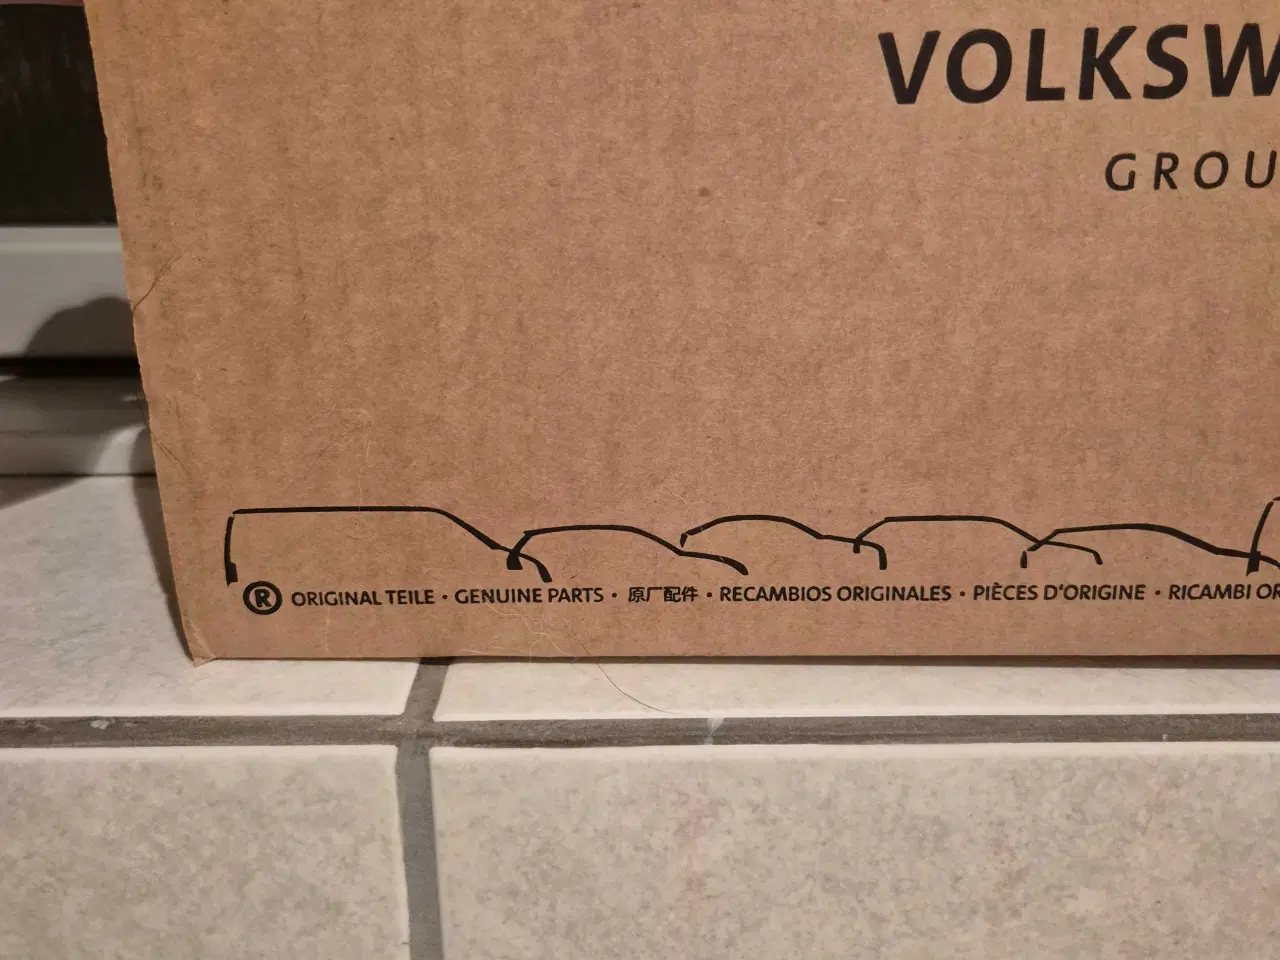 VOLKSW
GROU
® ORIGINAL TEILE · GENUINE PARTS · 原厂配件 · RECAMBIOS ORIGINALES · PIÈCES D'ORIGINE · RICAMBI OR